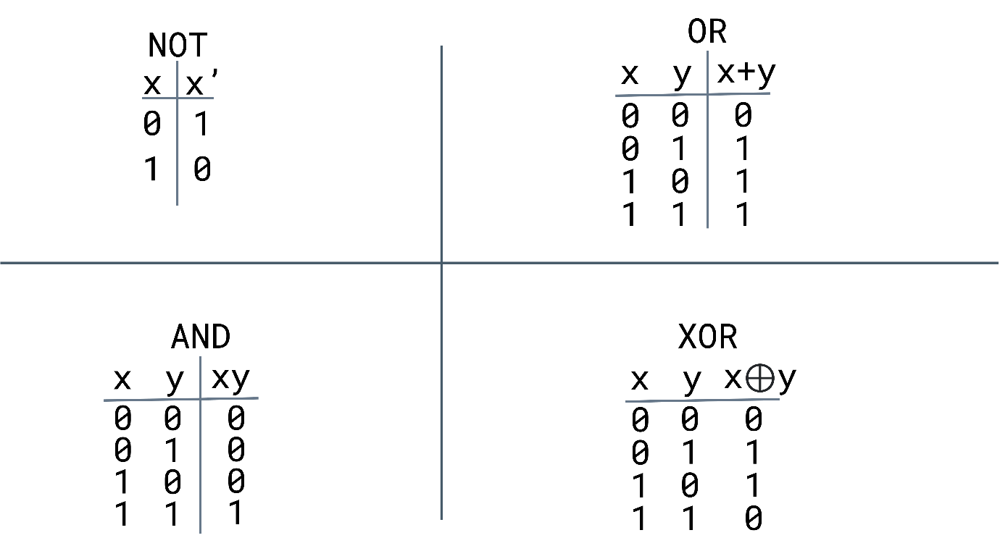 NOT
x x’
0 1
1 0
OR
x y x+y
0 0 0
0 1 1
1 0 1
1 1 1
AND
x y xy
0 0 0
0 1 0
1 0 0
1 1 1
XOR
x y x⊕y
0 0 0
0 1 1
1 0 1
1 1 0